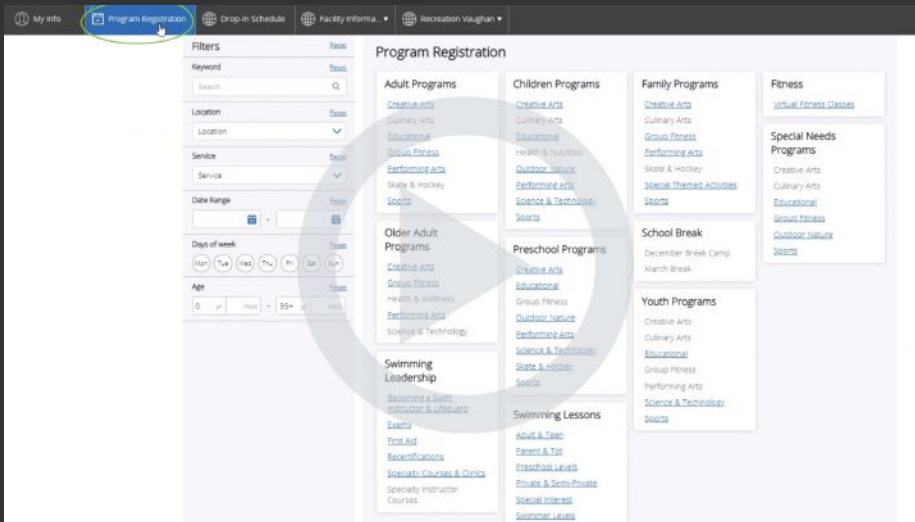 My Info
Program Registration
Drop-in Schedule
Facility Informa...
Recreation Vaughan
Filters
Reset
Keyword
Reset
Search
Location
Reset
Location
Service
Reset
Service
Date Range
Reset
-
Days of week
Reset
Mon Tue Wed Thu Fri Sat Sun
Age
Reset
0 yr mos - 99+ yr mos
Program Registration
Adult Programs
Creative Arts
Culinary Arts
Educational
Group Fitness
Performing Arts
Skate & Hockey
Sports
Older Adult
Programs
Creative Arts
Group Fitness
Health & Wellness
Performing Arts
Science & Technology
Swimming
Leadership
Becoming a Swim
Instructor & Lifeguard
Exams
First Aid
Recertifications
Specialty Courses & Clinics
Specialty Instructor
Courses
Children Programs
Creative Arts
Culinary Arts
Educational
Health & Nutrition
Outdoor Nature
Performing Arts
Science & Technology
Sports
Preschool Programs
Creative Arts
Educational
Group Fitness
Outdoor Nature
Performing Arts
Science & Technology
Skate & Hockey
Sports
Swimming Lessons
Adult & Teen
Parent & Tot
Preschool Levels
Private & Semi-Private
Special Interest
Swimmer Levels
Family Programs
Creative Arts
Culinary Arts
Group Fitness
Performing Arts
Skate & Hockey
Special Themed Activities
Sports
School Break
December Break Camp
March Break
Youth Programs
Creative Arts
Culinary Arts
Educational
Group Fitness
Performing Arts
Science & Technology
Sports
Fitness
Virtual Fitness Classes
Special Needs
Programs
Creative Arts
Culinary Arts
Educational
Group Fitness
Outdoor Nature
Sports